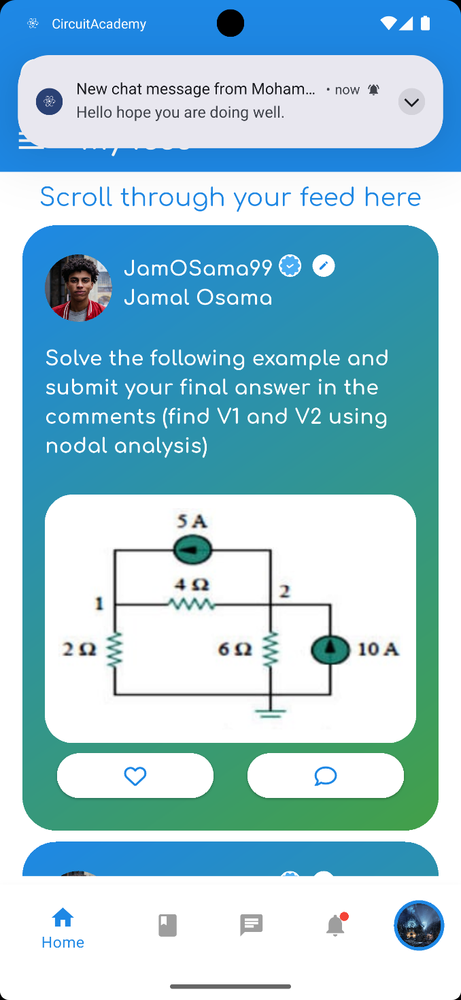 CircuitAcademy
New chat message from Moham... • now
Hello hope you are doing well.
Scroll through your feed here
JamOSama99
Jamal Osama
Solve the following example and
submit your final answer in the
comments (find V1 and V2 using
nodal analysis)
5 A
4 Ω
2
1
2 Ω
6 Ω
10 A
Home